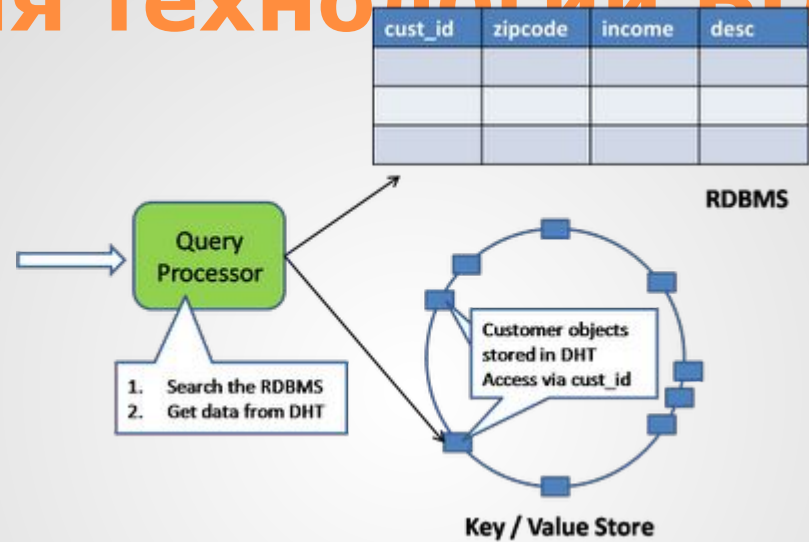 я технологии
cust_id zipcode income desc
RDBMS
Query
Processor
Customer objects
stored in DHT
Access via cust_id
1. Search the RDBMS
2. Get data from DHT
Key / Value Store